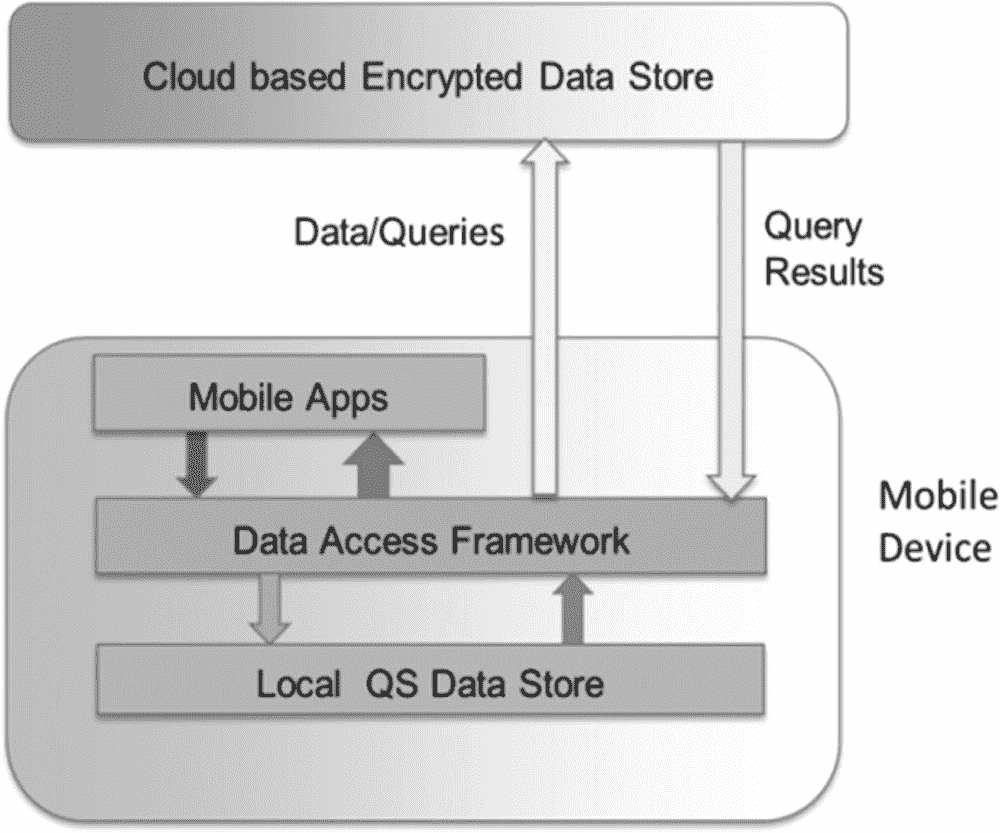 Cloud based Encrypted Data Store
Data/Queries
Query
Results
Mobile Apps
Data Access Framework
Local QS Data Store
Mobile
Device